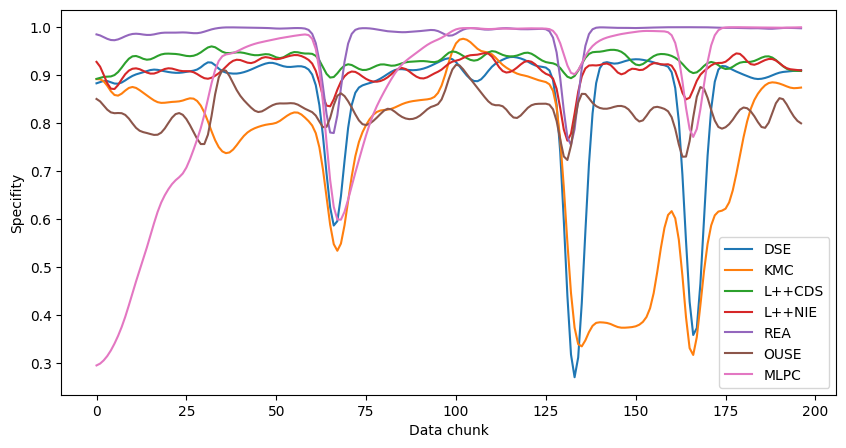 1.0
0.9
0.8
0.7
0.6
0.5
0.4
0.3
Specifity
0
25
50
75
100
125
150
175
200
Data chunk
DSE
KMC
L++CDS
L++NIE
REA
OUSE
MLPC